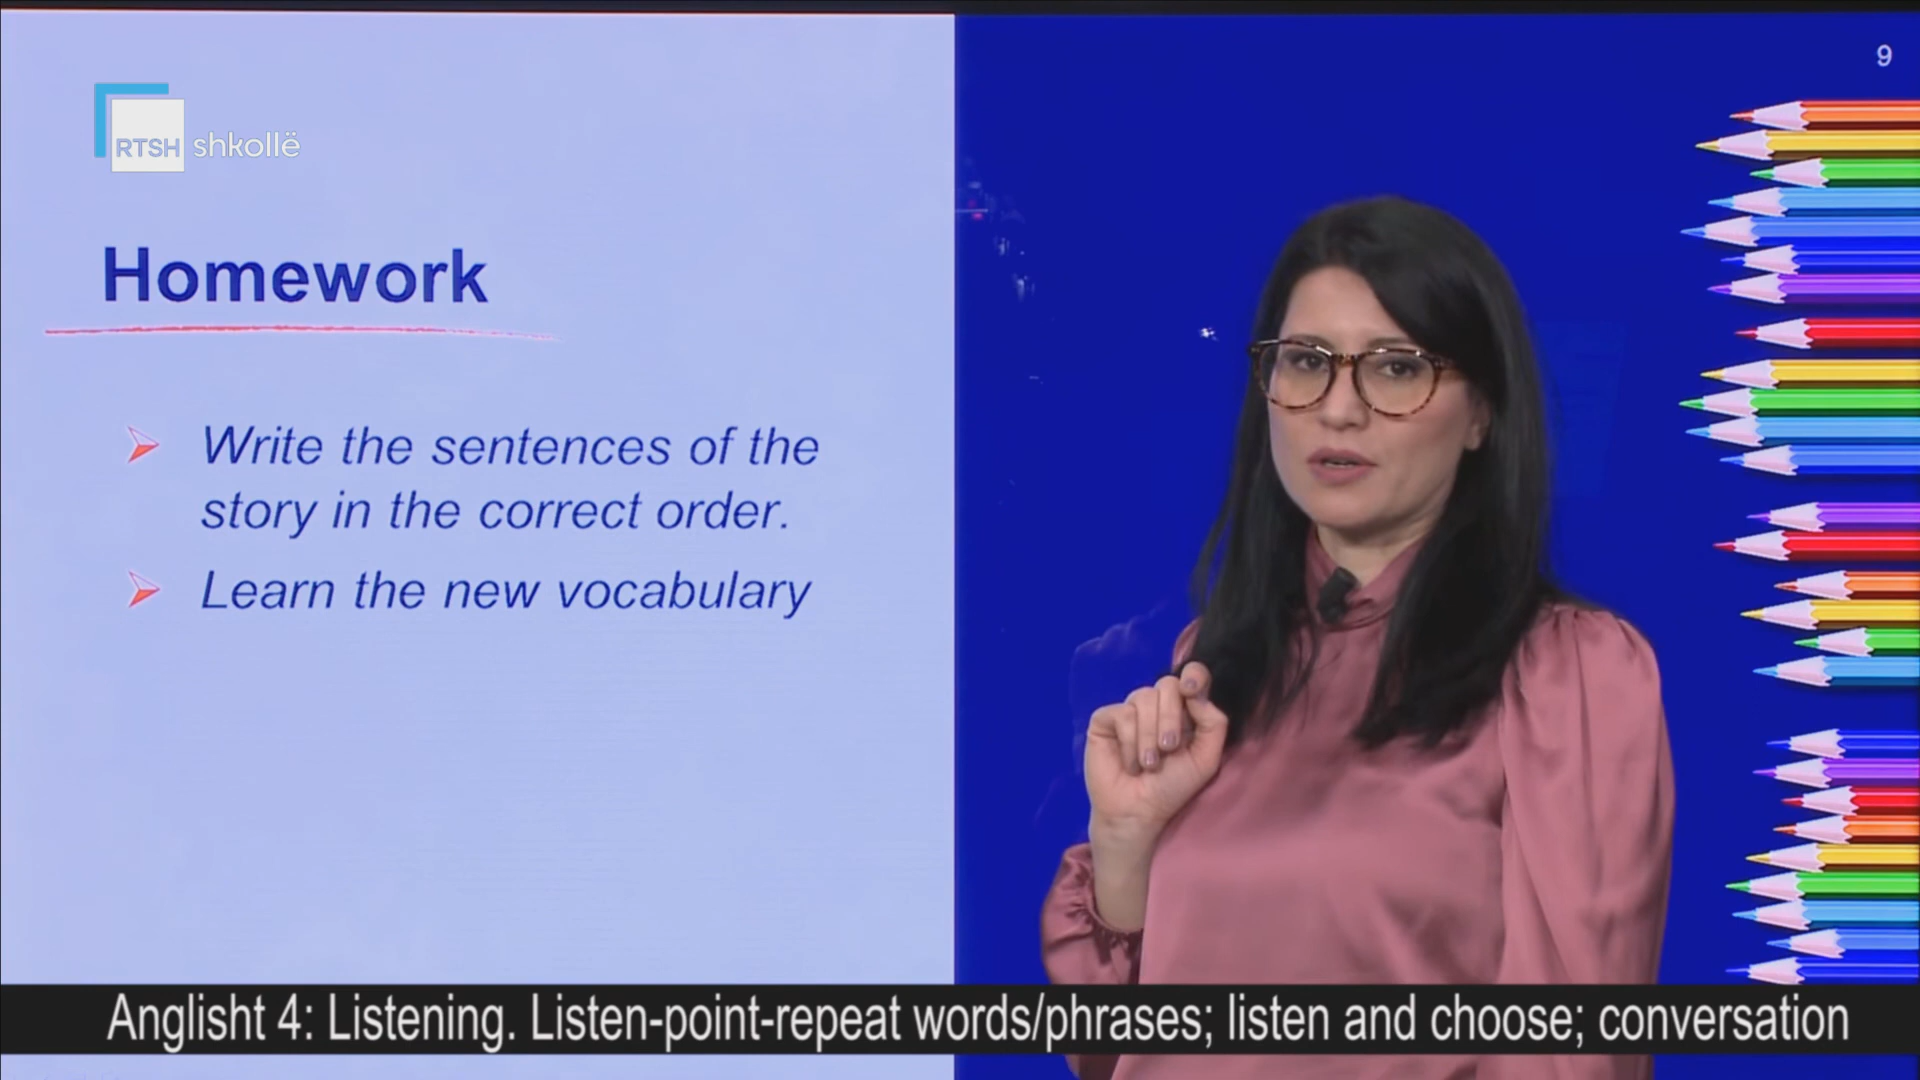 9
RTSH shkollë
Homework
Write the sentences of the
story in the correct order.
Learn the new vocabulary
Anglisht 4: Listening. Listen-point-repeat words/phrases; listen and choose; conversation